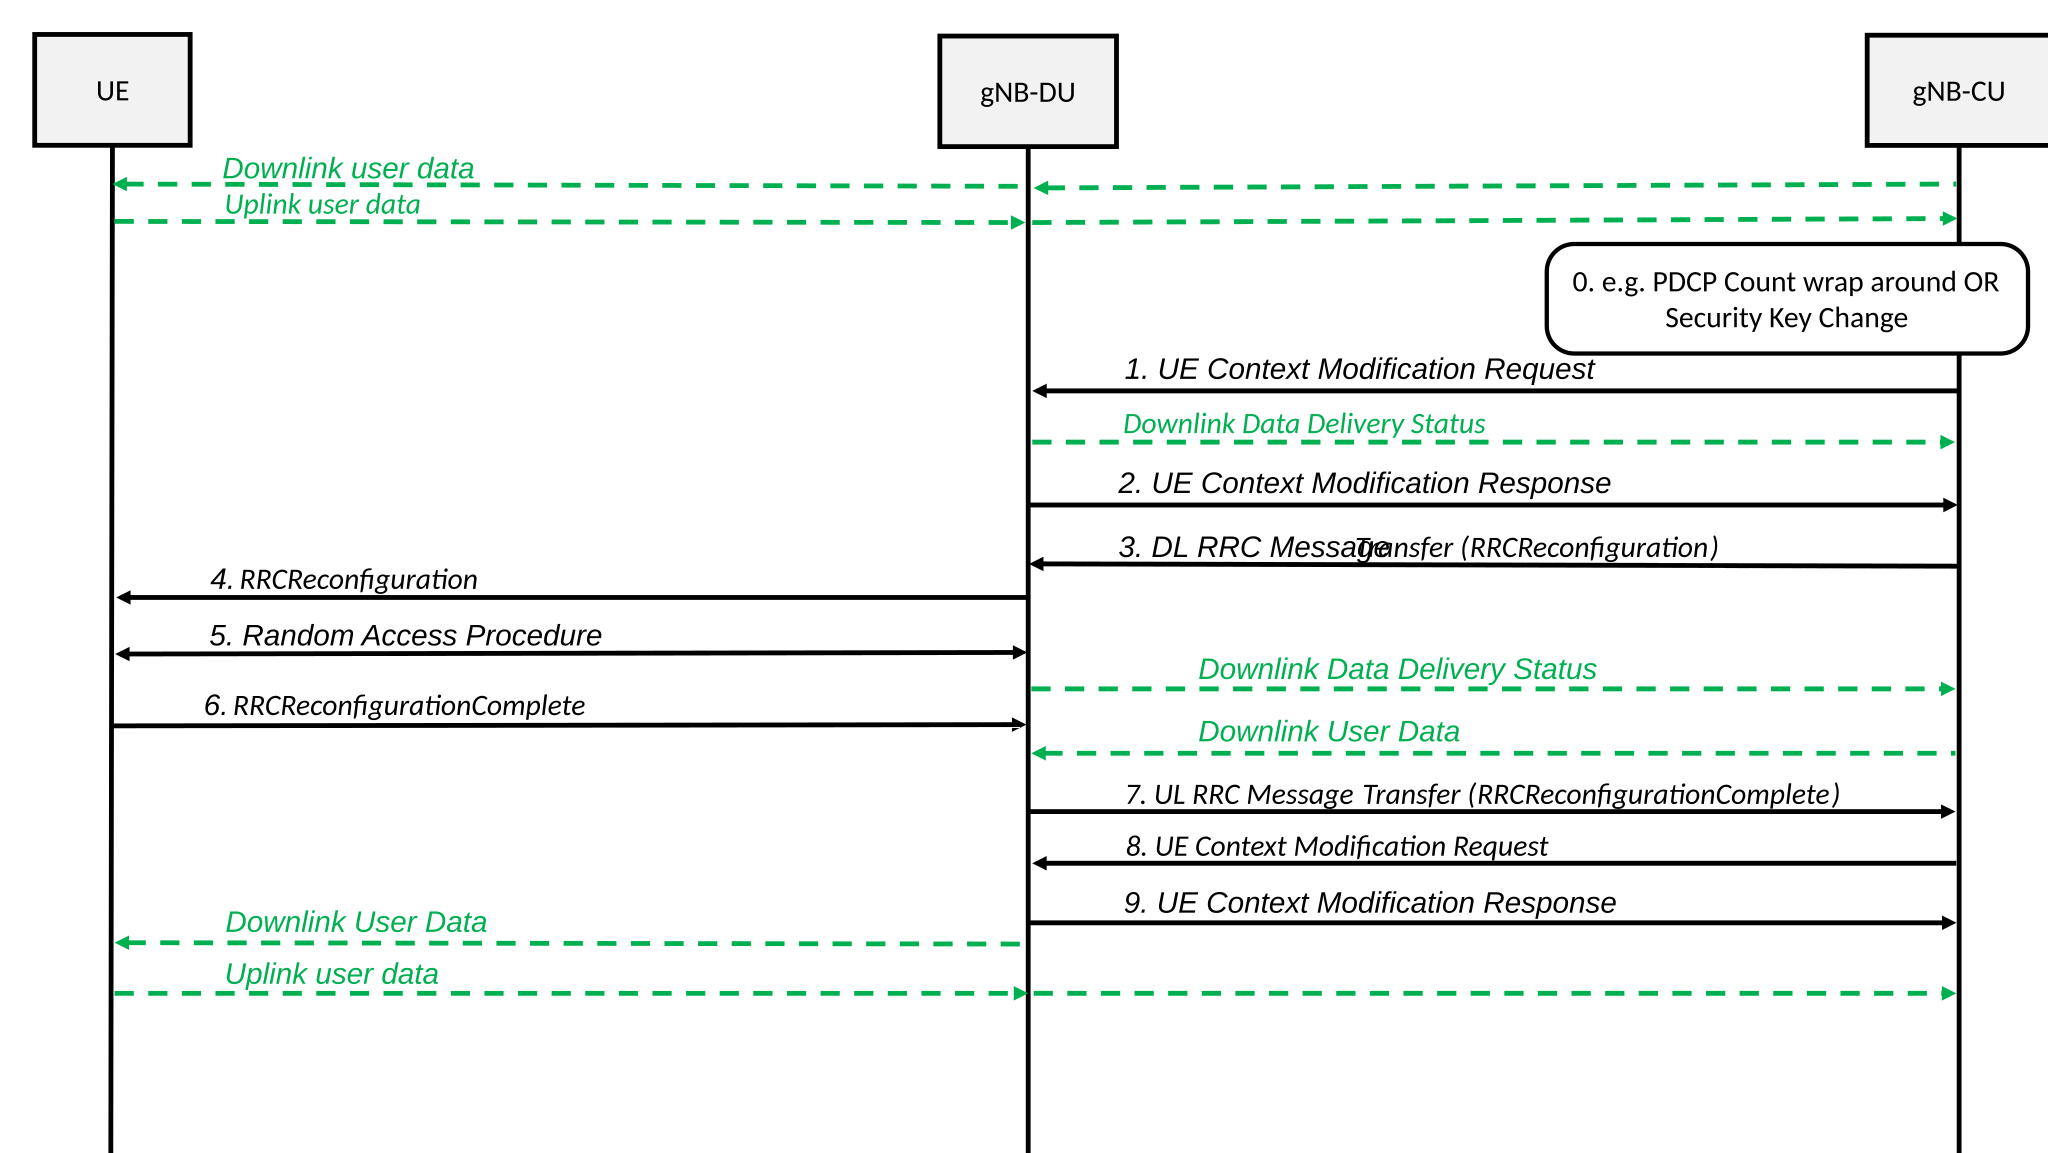 UE
gNB-DU
gNB-CU
Downlink user data
Uplink user data
0. e.g. PDCP Count wrap around OR
Security Key Change
1. UE Context Modification Request
Downlink Data Delivery Status
2. UE Context Modification Response
3. DL RRC Message Transfer (RRCReconfiguration)
4. RRCReconfiguration
5. Random Access Procedure
Downlink Data Delivery Status
6. RRCReconfigurationComplete
Downlink User Data
7. UL RRC Message Transfer (RRCReconfigurationComplete)
8. UE Context Modification Request
9. UE Context Modification Response
Downlink User Data
Uplink user data